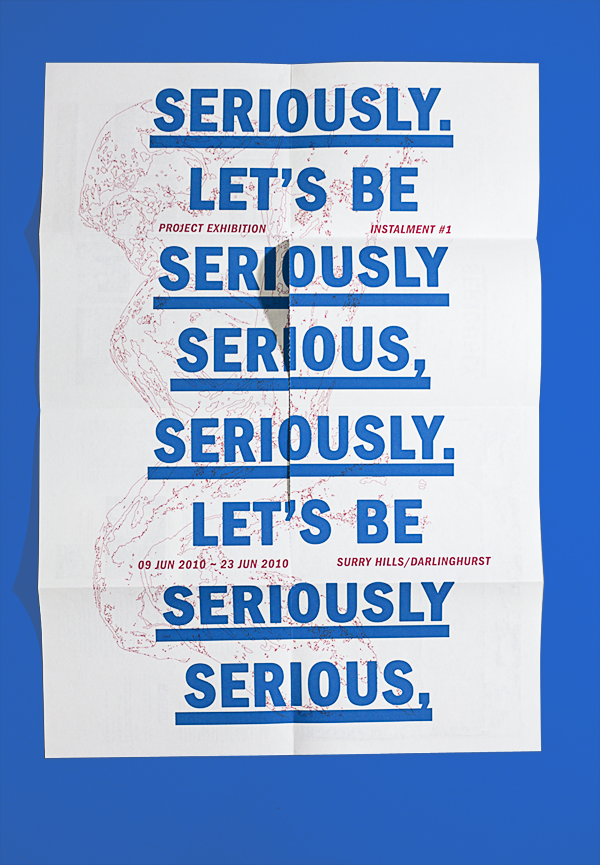 SERIOUSLY.
LET'S BE
PROJECT EXHIBITION INSTALMENT #1
SERIOUSLY
SERIOUS,
SERIOUSLY.
LET'S BE
09 JUN 2010 – 23 JUN 2010 SURRY HILLS/DARLINGHURST
SERIOUSLY
SERIOUS,